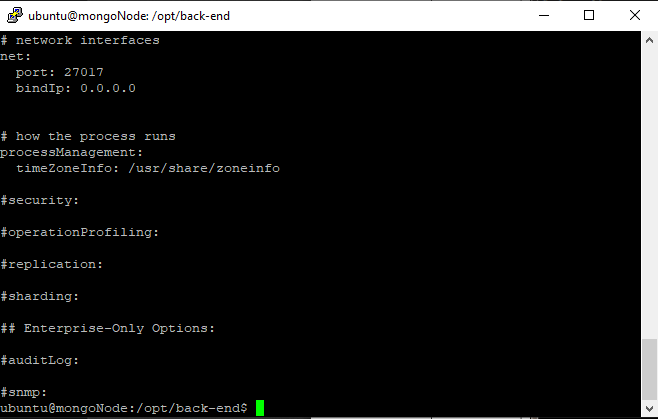 ubuntu@mongoNode: /opt/back-end
# network interfaces
net:
  port: 27017
  bindIp: 0.0.0.0
# how the process runs
processManagement:
  timeZoneInfo: /usr/share/zoneinfo
#security:
#operationProfiling:
#replication:
#sharding:
## Enterprise-Only Options:
#auditLog:
#snmp:
ubuntu@mongoNode:/opt/back-end$